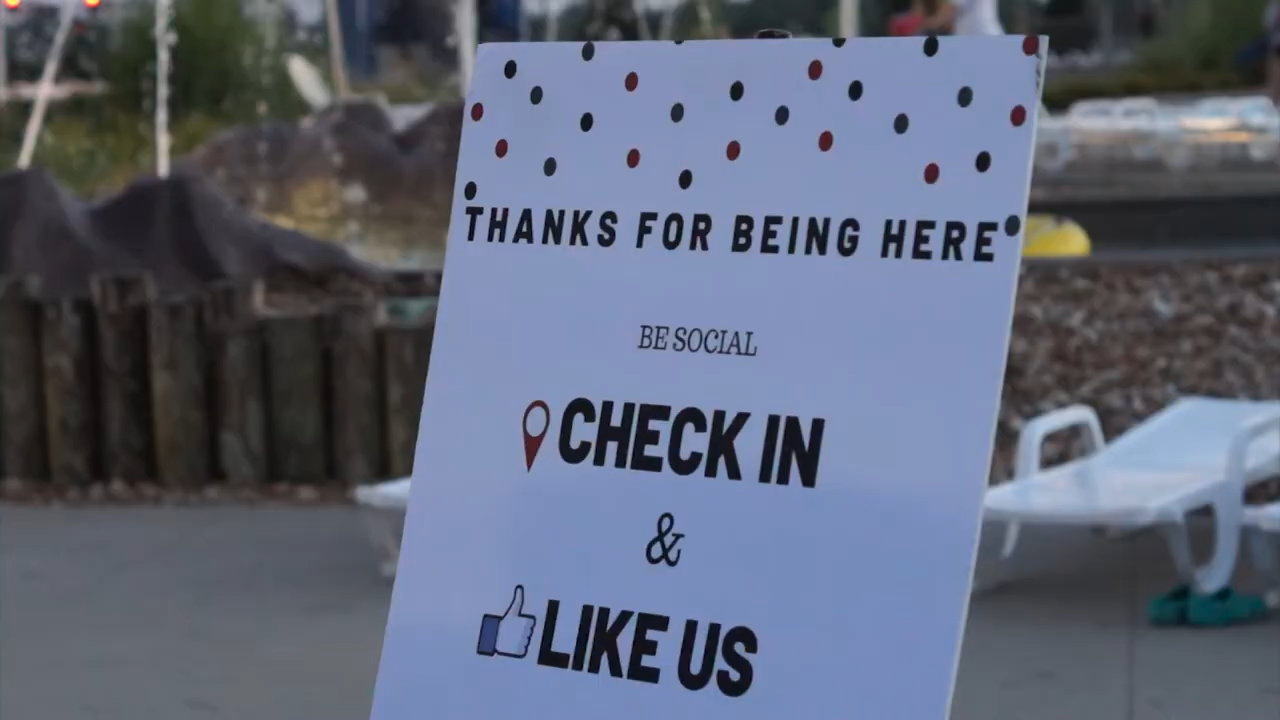 THANKS FOR BEING HERE
BE SOCIAL
CHECK IN
&
LIKE US